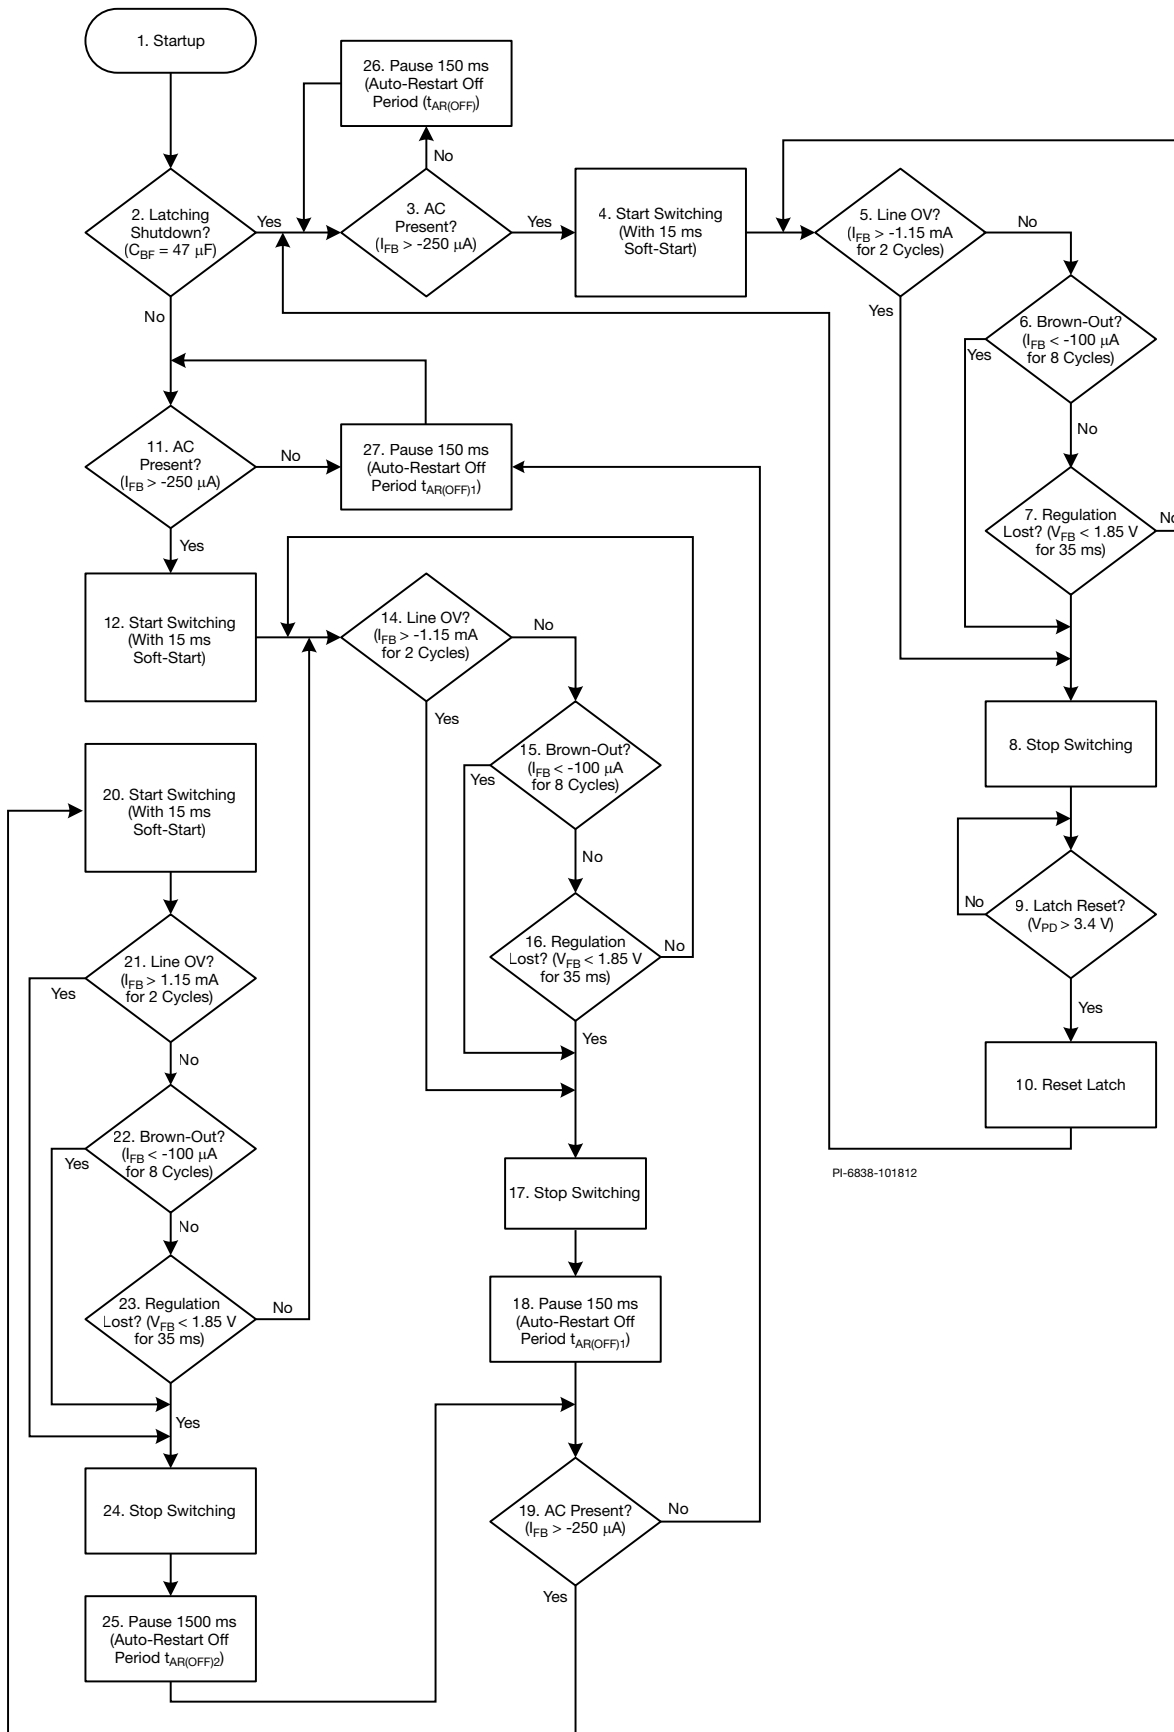 1. Startup
26. Pause 150 ms
(Auto-Restart Off
Period (tAR(OFF))
No
2. Latching
Shutdown?
(CBF = 47 µF)
Yes
3. AC
Present?
(IFB > -250 µA)
Yes
4. Start Switching
(With 15 ms
Soft-Start)
5. Line OV?
(IFB > -1.15 mA
for 2 Cycles)
No
Yes
No
6. Brown-Out?
(IFB < -100 µA
for 8 Cycles)
Yes
No
11. AC
Present?
(IFB > -250 µA)
No
27. Pause 150 ms
(Auto-Restart Off
Period tAR(OFF)1)
7. Regulation
Lost? (VFB < 1.85 V
for 35 ms)
No
Yes
12. Start Switching
(With 15 ms
Soft-Start)
14. Line OV?
(IFB > -1.15 mA
for 2 Cycles)
No
Yes
8. Stop Switching
15. Brown-Out?
(IFB < -100 µA
for 8 Cycles)
Yes
No
20. Start Switching
(With 15 ms
Soft-Start)
9. Latch Reset?
(VPD > 3.4 V)
No
Yes
16. Regulation
Lost? (VFB < 1.85 V
for 35 ms)
No
Yes
21. Line OV?
(IFB > 1.15 mA
for 2 Cycles)
Yes
No
10. Reset Latch
22. Brown-Out?
(IFB < -100 µA
for 8 Cycles)
Yes
No
PI-6838-101812
17. Stop Switching
23. Regulation
Lost? (VFB < 1.85 V
for 35 ms)
No
Yes
18. Pause 150 ms
(Auto-Restart Off
Period tAR(OFF)1)
24. Stop Switching
19. AC Present?
(IFB > -250 µA)
No
Yes
25. Pause 1500 ms
(Auto-Restart Off
Period tAR(OFF)2)